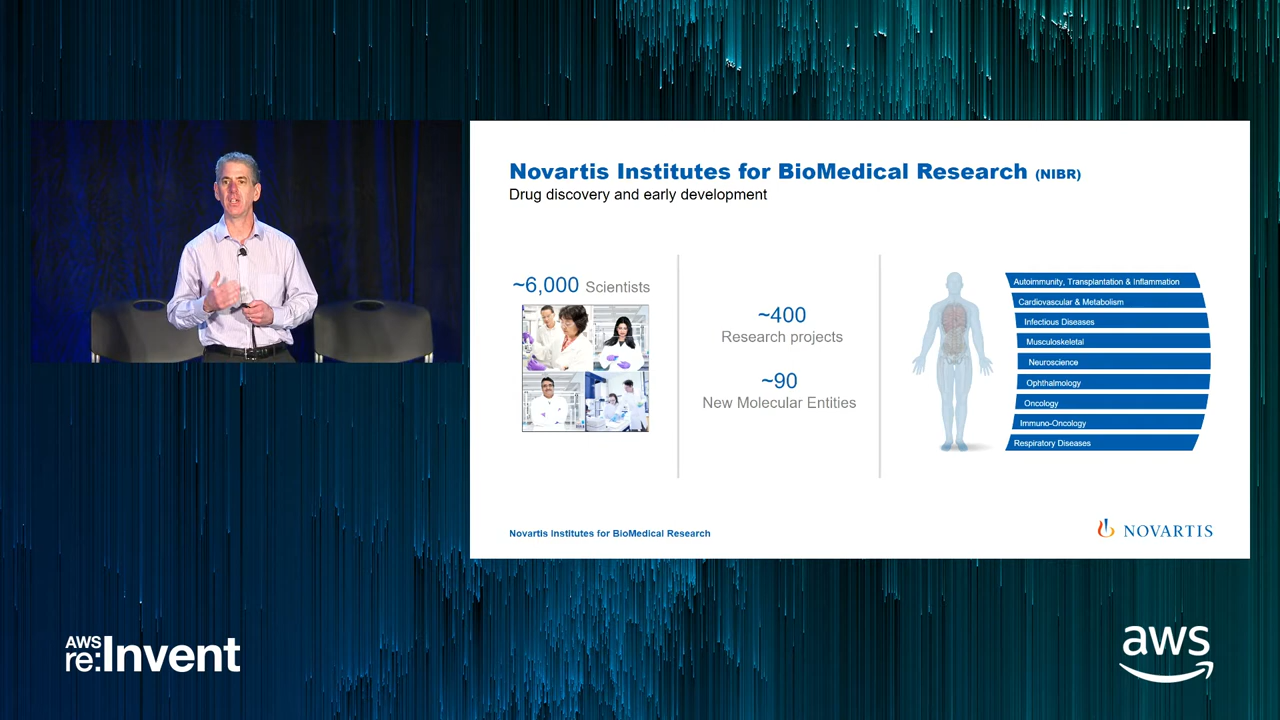 Novartis Institutes for BioMedical Research (NIBR)
Drug discovery and early development
~6,000 Scientists
~400
Research projects
~90
New Molecular Entities
Autoimmunity, Transplantation & Inflammation
Cardiovascular & Metabolism
Infectious Diseases
Musculoskeletal
Neuroscience
Ophthalmology
Oncology
Immuno-Oncology
Respiratory Diseases
Novartis Institutes for BioMedical Research
NOVARTIS
AWS
re:Invent
aws